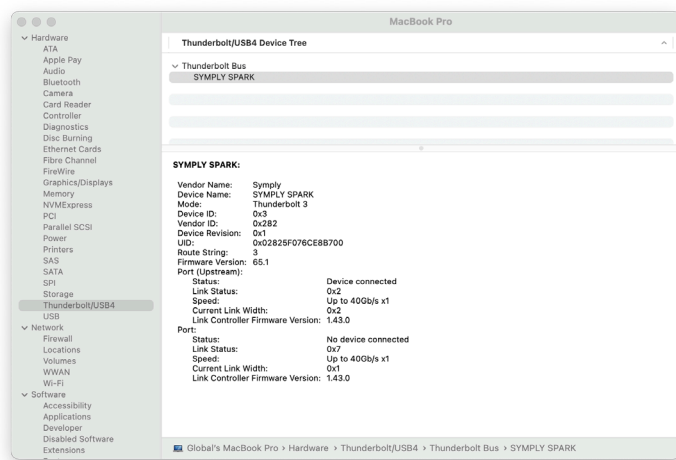 MacBook Pro
Hardware
ATA
Apple Pay
Audio
Bluetooth
Camera
Card Reader
Controller
Diagnostics
Disc Burning
Ethernet Cards
Fibre Channel
FireWire
Graphics/Displays
Memory
NVMExpress
PCI
Parallel SCSI
Power
Printers
SAS
SATA
SPI
Storage
Thunderbolt/USB4
USB
Network
Firewall
Locations
Volumes
WWAN
Wi-Fi
Software
Accessibility
Applications
Developer
Disabled Software
Extensions
Thunderbolt/USB4 Device Tree
Thunderbolt Bus
SYMPLY SPARK
SYMPLY SPARK:
Vendor Name: Symply
Device Name: SYMPLY SPARK
Mode: Thunderbolt 3
Device ID: 0x3
Vendor ID: 0x282
Device Revision: 0x1
UID: 0x02825F076CE8B700
Route String: 3
Firmware Version: 65.1
Port (Upstream):
Status: Device connected
Link Status: 0x2
Speed: Up to 40Gb/s x1
Current Link Width: 0x2
Link Controller Firmware Version: 1.43.0
Port:
Status: No device connected
Link Status: 0x7
Speed: Up to 40Gb/s x1
Current Link Width: 0x1
Link Controller Firmware Version: 1.43.0
Global's MacBook Pro › Hardware › Thunderbolt/USB4 › Thunderbolt Bus › SYMPLY SPARK